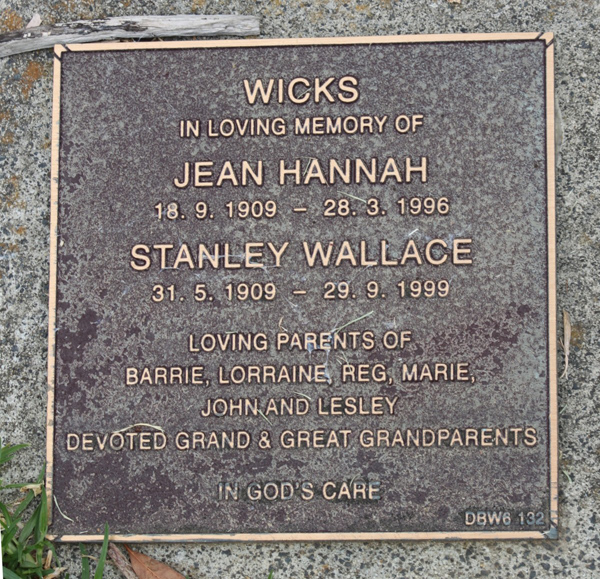 WICKS
IN LOVING MEMORY OF
JEAN HANNAH
18. 9. 1909 – 28. 3. 1996
STANLEY WALLACE
31. 5. 1909 – 29. 9. 1999
LOVING PARENTS OF
BARRIE, LORRAINE, REG, MARIE,
JOHN AND LESLEY
DEVOTED GRAND & GREAT GRANDPARENTS
IN GOD'S CARE
DBW6 132